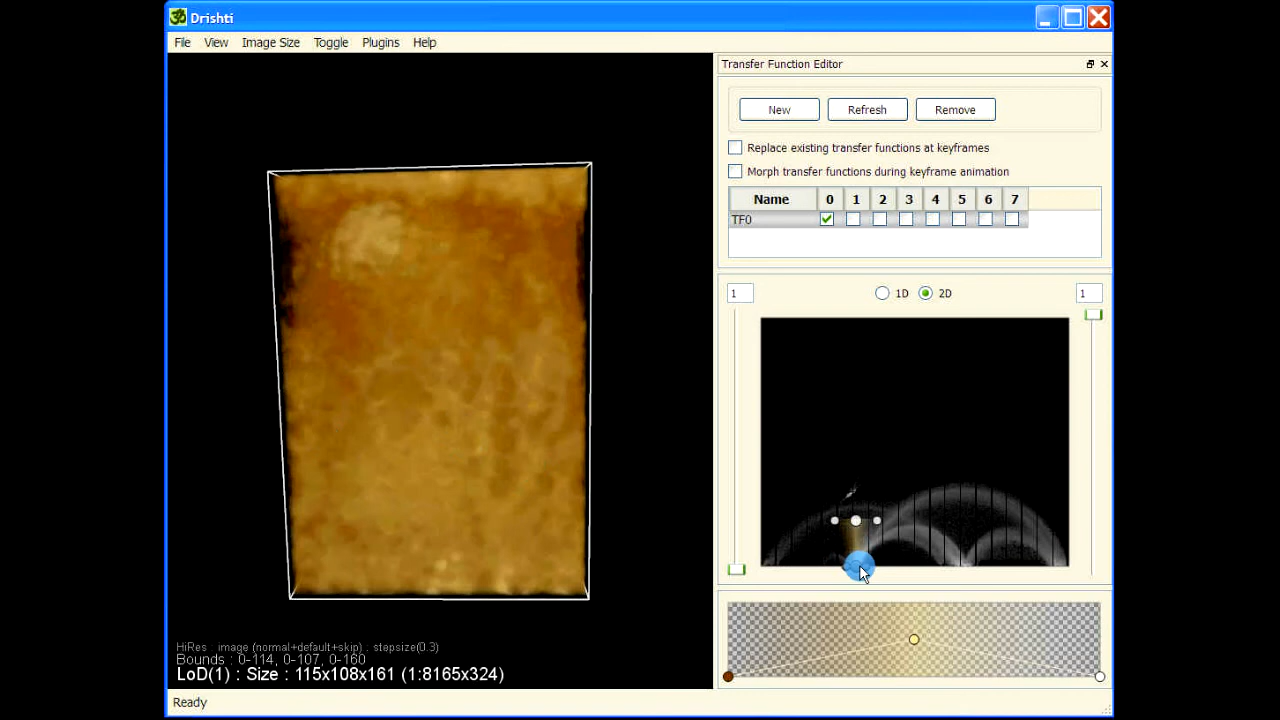 Drishti
File View Image Size Toggle Plugins Help
Transfer Function Editor
New Refresh Remove
Replace existing transfer functions at keyframes
Morph transfer functions during keyframe animation
Name 0 1 2 3 4 5 6 7
TF0
1 1D 2D 1
HiRes image (normal+default+skip) . stepsize(0.3)
Bounds : 0-114, 0-107, 0-160
LoD(1) : Size : 115x108x161 (1:8165x324)
Ready